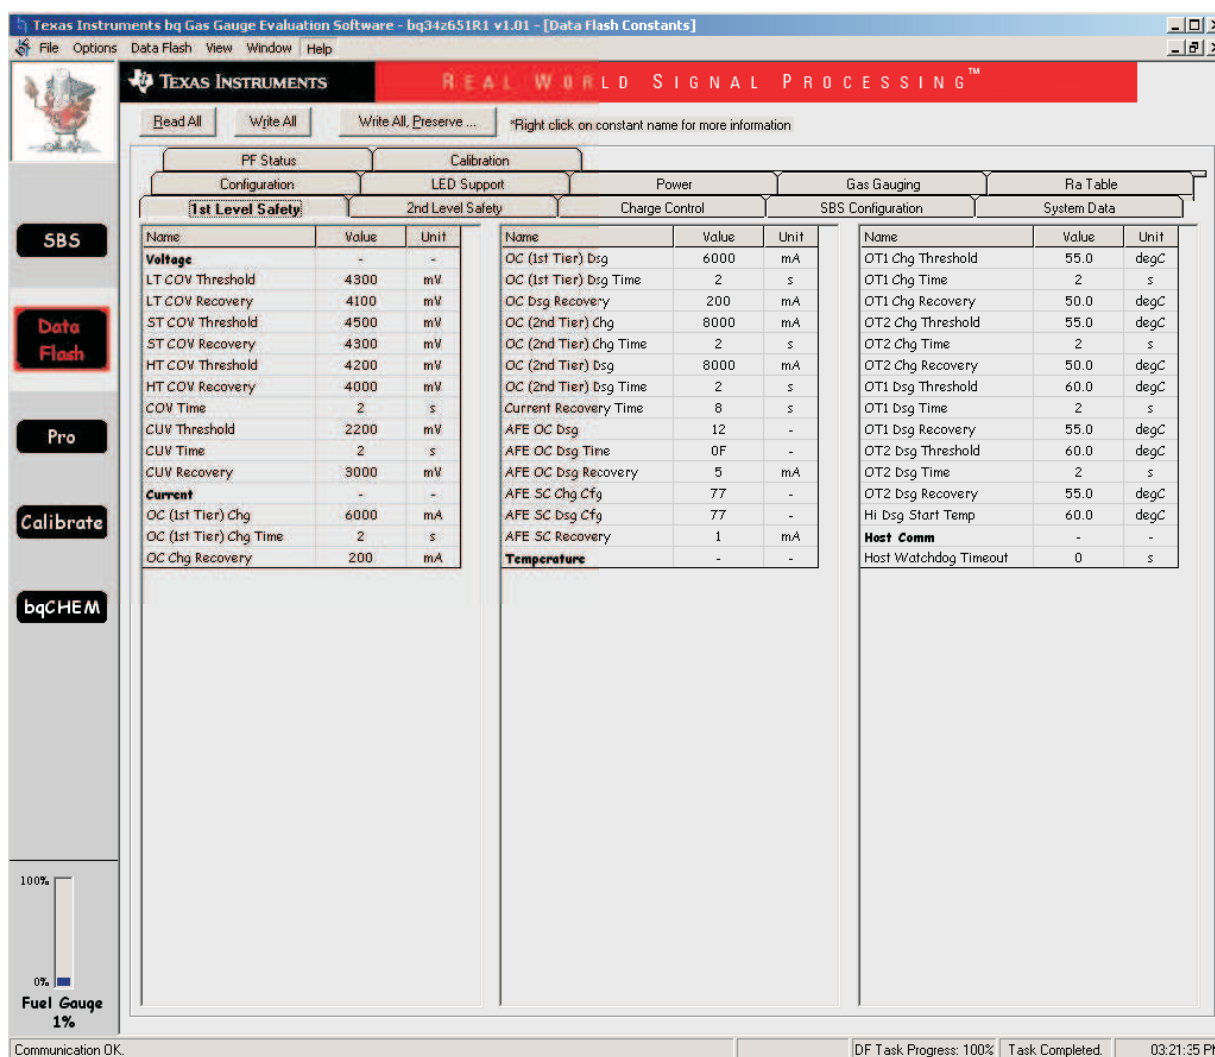 Texas Instruments bq Gas Gauge Evaluation Software - bq34z651R1 v1.01 - [Data Flash Constants]
File Options Data Flash View Window Help
TEXAS INSTRUMENTS REAL WORLD SIGNAL PROCESSING™
Read All Write All Write All, Preserve ... *Right click on constant name for more information
PF Status Calibration
Configuration LED Support Power Gas Gauging Ra Table
1st Level Safety 2nd Level Safety Charge Control SBS Configuration System Data
SBS
Data
Flash
Pro
Calibrate
bqCHEM
Name Value Unit
Voltage - -
LT COV Threshold 4300 mV
LT COV Recovery 4100 mV
ST COV Threshold 4500 mV
ST COV Recovery 4300 mV
HT COV Threshold 4200 mV
HT COV Recovery 4000 mV
COV Time 2 s
CUV Threshold 2200 mV
CUV Time 2 s
CUV Recovery 3000 mV
Current - -
OC (1st Tier) Chg 6000 mA
OC (1st Tier) Chg Time 2 s
OC Chg Recovery 200 mA
Name Value Unit
OC (1st Tier) Dsg 6000 mA
OC (1st Tier) Dsg Time 2 s
OC Dsg Recovery 200 mA
OC (2nd Tier) Chg 8000 mA
OC (2nd Tier) Chg Time 2 s
OC (2nd Tier) Dsg 8000 mA
OC (2nd Tier) Dsg Time 2 s
Current Recovery Time 8 s
AFE OC Dsg 12 -
AFE OC Dsg Time 0F -
AFE OC Dsg Recovery 5 mA
AFE SC Chg Cfg 77 -
AFE SC Dsg Cfg 77 -
AFE SC Recovery 1 mA
Temperature - -
Name Value Unit
OT1 Chg Threshold 55.0 degC
OT1 Chg Time 2 s
OT1 Chg Recovery 50.0 degC
OT2 Chg Threshold 55.0 degC
OT2 Chg Time 2 s
OT2 Chg Recovery 50.0 degC
OT1 Dsg Threshold 60.0 degC
OT1 Dsg Time 2 s
OT1 Dsg Recovery 55.0 degC
OT2 Dsg Threshold 60.0 degC
OT2 Dsg Time 2 s
OT2 Dsg Recovery 55.0 degC
Hi Dsg Start Temp 60.0 degC
Host Comm - -
Host Watchdog Timeout 0 s
100%
0%
Fuel Gauge
1%
Communication OK. DF Task Progress: 100% Task Completed. 03:21:35 PM